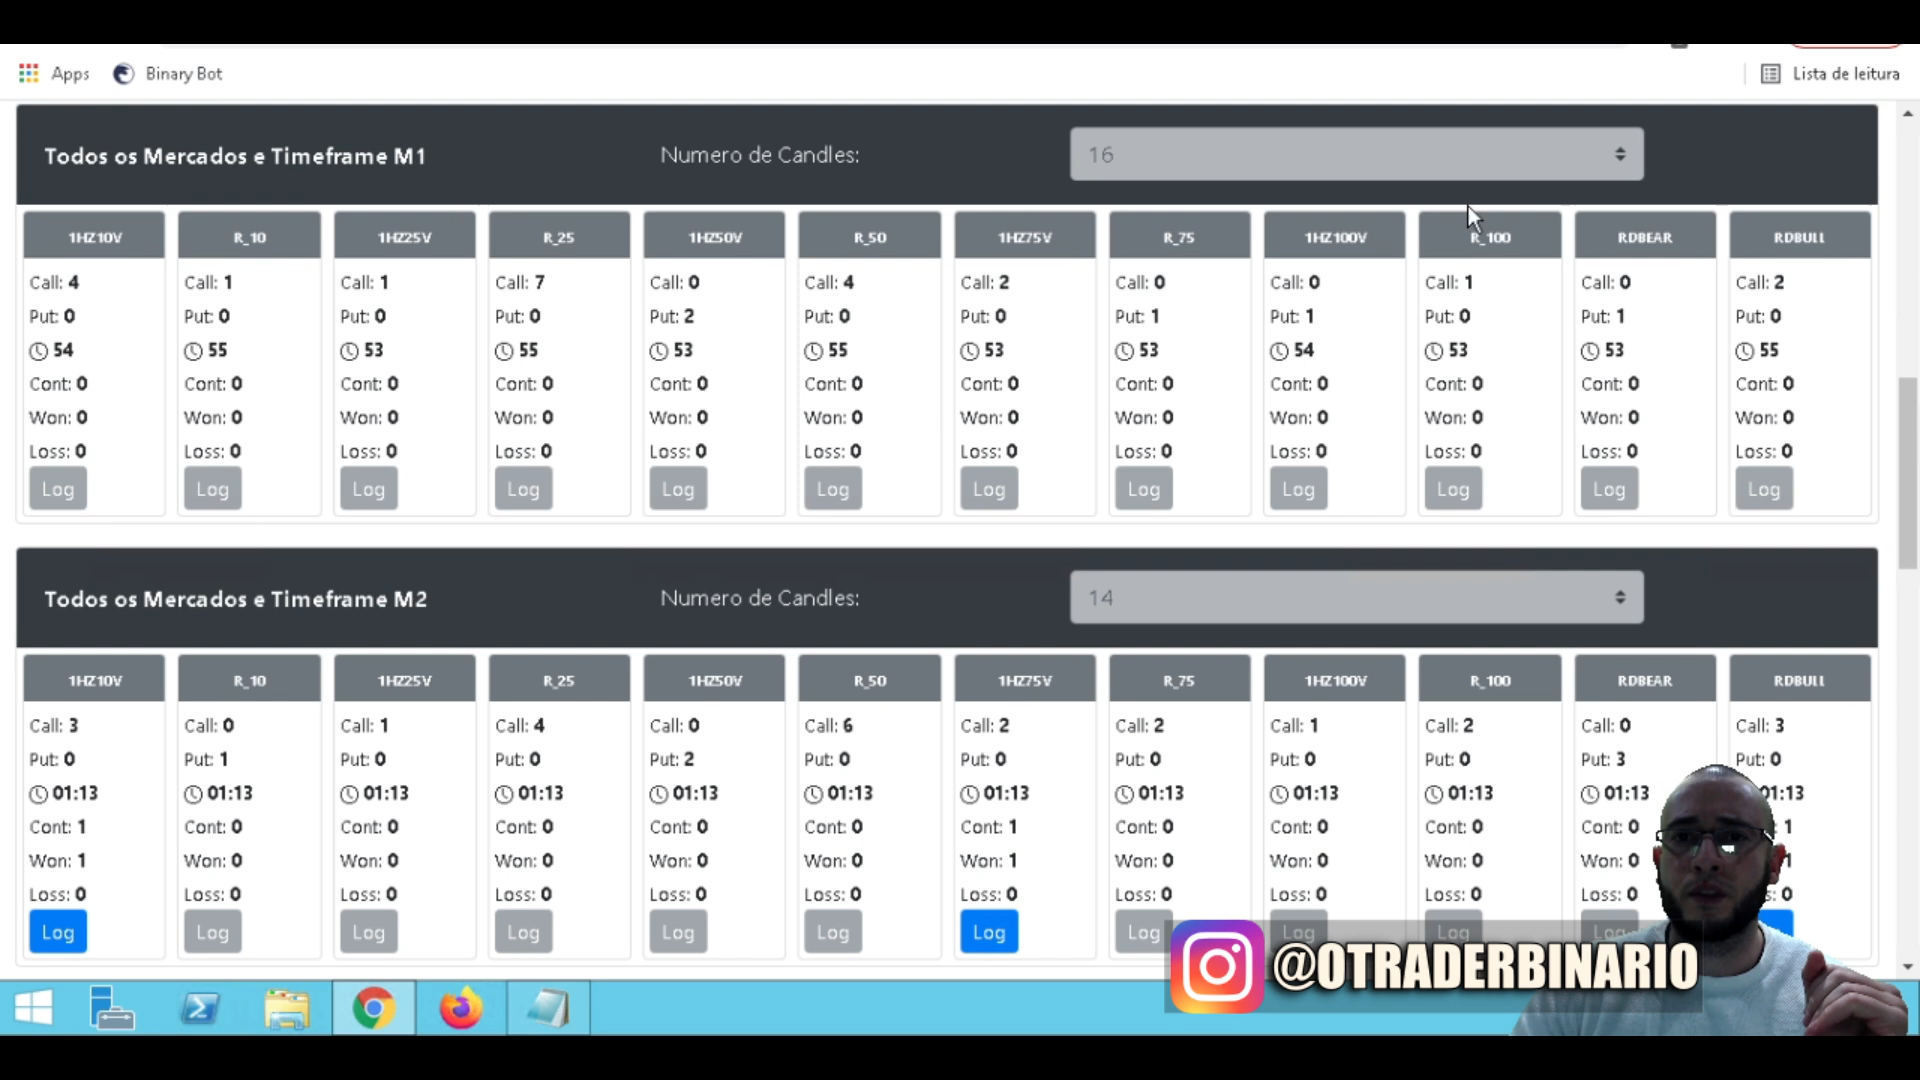 Apps
Binary Bot
Lista de leitura
Todos os Mercados e Timeframe M1
Numero de Candles:
16
1HZ10V R_10 1HZ25V R_25 1HZ50V R_50 1HZ75V R_75 1HZ100V R_100 RDBEAR RDBULL
Call: 4 Call: 1 Call: 1 Call: 7 Call: 0 Call: 4 Call: 2 Call: 0 Call: 0 Call: 1 Call: 0 Call: 2
Put: 0 Put: 0 Put: 0 Put: 0 Put: 2 Put: 0 Put: 0 Put: 1 Put: 1 Put: 0 Put: 1 Put: 0
54 55 53 55 53 55 53 53 54 53 53 55
Cont: 0 Cont: 0 Cont: 0 Cont: 0 Cont: 0 Cont: 0 Cont: 0 Cont: 0 Cont: 0 Cont: 0 Cont: 0 Cont: 0
Won: 0 Won: 0 Won: 0 Won: 0 Won: 0 Won: 0 Won: 0 Won: 0 Won: 0 Won: 0 Won: 0 Won: 0
Loss: 0 Loss: 0 Loss: 0 Loss: 0 Loss: 0 Loss: 0 Loss: 0 Loss: 0 Loss: 0 Loss: 0 Loss: 0 Loss: 0
Log Log Log Log Log Log Log Log Log Log Log Log
Todos os Mercados e Timeframe M2
Numero de Candles:
14
1HZ10V R_10 1HZ25V R_25 1HZ50V R_50 1HZ75V R_75 1HZ100V R_100 RDBEAR RDBULL
Call: 3 Call: 0 Call: 1 Call: 4 Call: 0 Call: 6 Call: 2 Call: 2 Call: 1 Call: 2 Call: 0 Call: 3
Put: 0 Put: 1 Put: 0 Put: 0 Put: 2 Put: 0 Put: 0 Put: 0 Put: 0 Put: 0 Put: 3 Put: 0
01:13 01:13 01:13 01:13 01:13 01:13 01:13 01:13 01:13 01:13 01:13 01:13
Cont: 1 Cont: 0 Cont: 0 Cont: 0 Cont: 0 Cont: 0 Cont: 1 Cont: 0 Cont: 0 Cont: 0 Cont: 0 : 1
Won: 1 Won: 0 Won: 0 Won: 0 Won: 0 Won: 0 Won: 1 Won: 0 Won: 0 Won: 0 Won: 0 1
Loss: 0 Loss: 0 Loss: 0 Loss: 0 Loss: 0 Loss: 0 Loss: 0 Loss: 0 Loss: 0 Loss: 0 Loss: 0 s: 0
Log Log Log Log Log Log Log Log Log Log Log
@OTRADERBINARIO